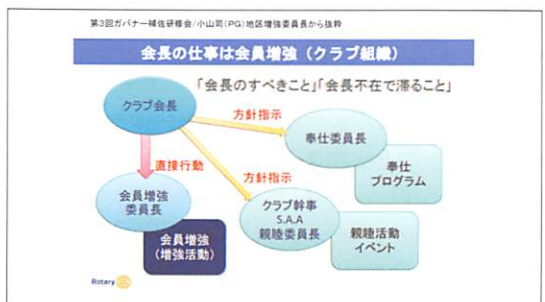 第3回ガバナー補佐研修会/小山司(PG)地区増強委員長から抜粋
会長の仕事は会員増強（クラブ組織）
「会長のすべきこと」「会長不在で滞ること」
クラブ会長
方針指示
奉仕委員長
奉仕
プログラム
直接行動
方針指示
会員増強
委員長
会員増強
(増強活動)
クラブ幹事
S.A.A
親睦委員長
親睦活動
イベント
Rotary